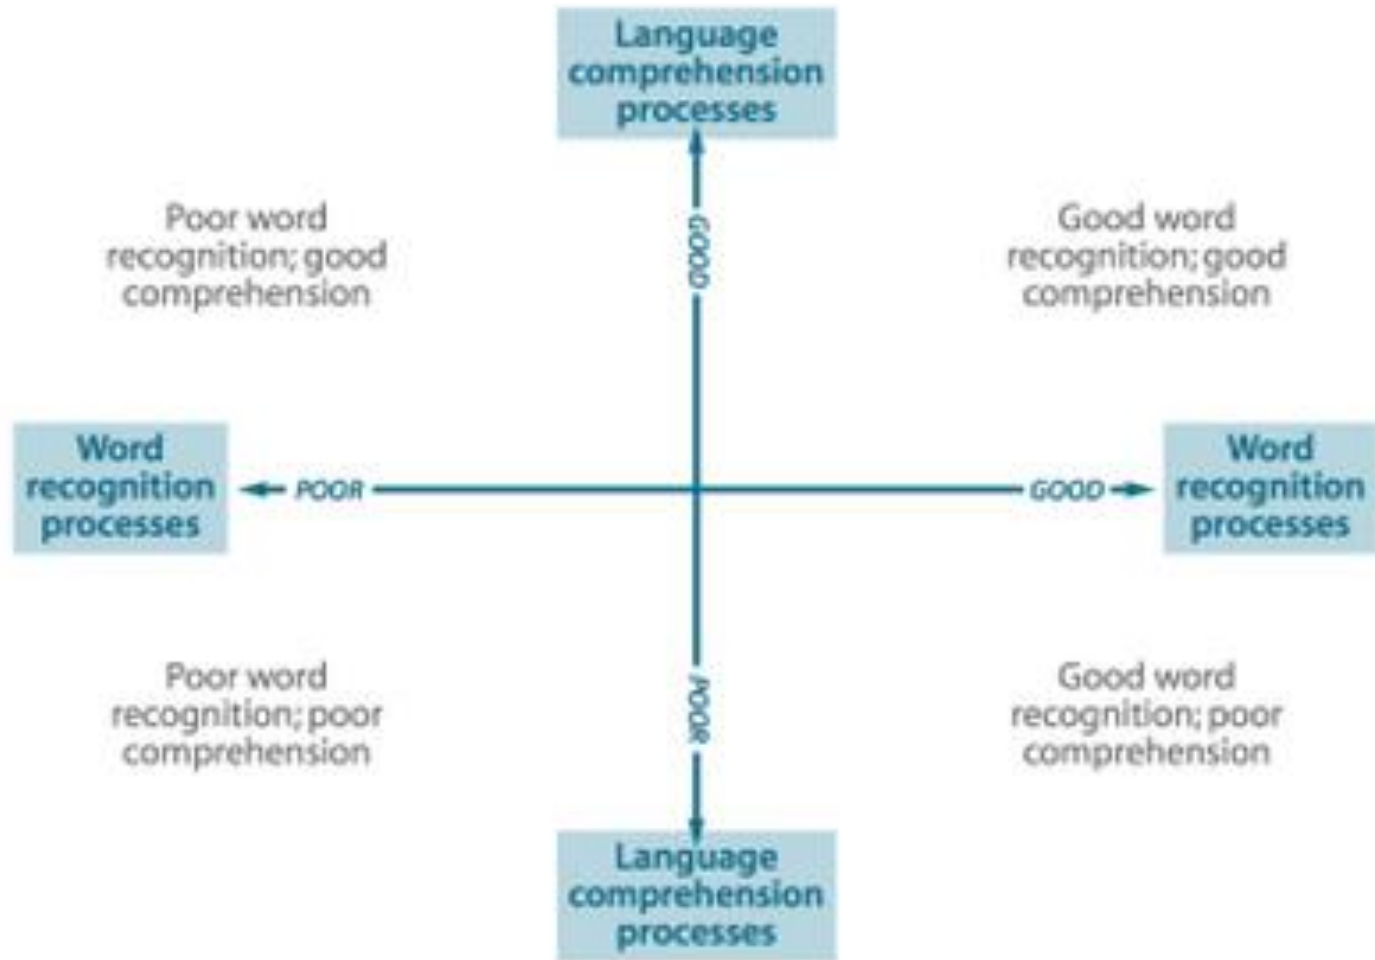 Language
comprehension
processes
Poor word
recognition; good
comprehension
GOOD
Good word
recognition; good
comprehension
Word
recognition
processes
POOR
GOOD
Word
recognition
processes
Poor word
recognition; poor
comprehension
POOR
Good word
recognition; poor
comprehension
Language
comprehension
processes